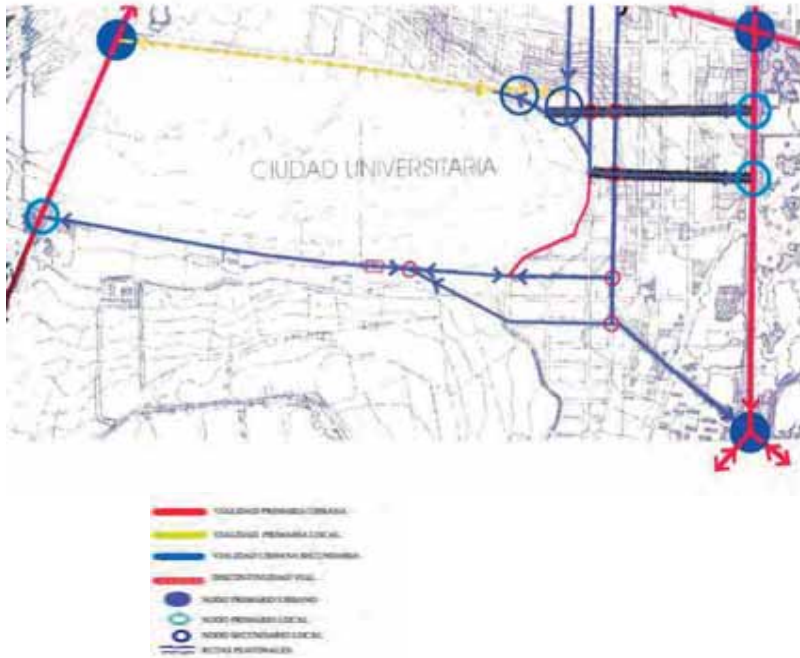 CIUDAD UNIVERSITARIA
VIALIDAD PRIMARIA URBANA
VIALIDAD PRIMARIA LOCAL
VIALIDAD URBANA SECUNDARIA
DISCONTINUIDAD VIAL
NODO PRIMARIO URBANO
NODO PRIMARIO LOCAL
NODO SECUNDARIO LOCAL
RUTAS PEATONALES